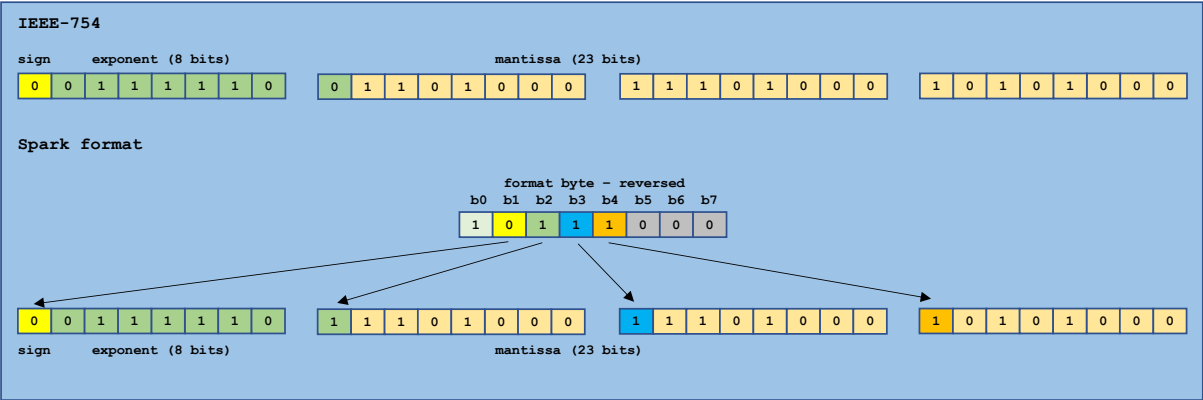 IEEE-754
sign exponent (8 bits) mantissa (23 bits)
0 0 1 1 1 1 1 0 0 1 1 0 1 0 0 0 1 1 1 0 1 0 0 0 1 0 1 0 1 0 0 0
Spark format
format byte – reversed
b0 b1 b2 b3 b4 b5 b6 b7
1 0 1 1 1 0 0 0
0 0 1 1 1 1 1 0 1 1 1 0 1 0 0 0 1 1 1 0 1 0 0 0 1 0 1 0 1 0 0 0
sign exponent (8 bits) mantissa (23 bits)